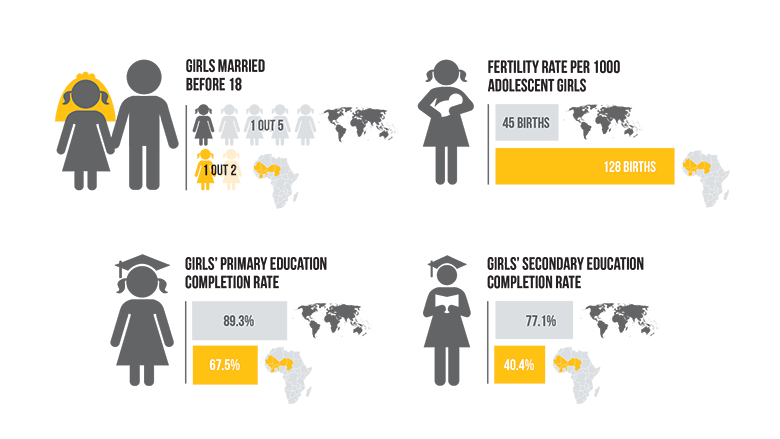 GIRLS MARRIED
BEFORE 18
1 OUT 5
1 OUT 2
FERTILITY RATE PER 1000
ADOLESCENT GIRLS
45 BIRTHS
128 BIRTHS
GIRLS' PRIMARY EDUCATION
COMPLETION RATE
89.3%
67.5%
GIRLS' SECONDARY EDUCATION
COMPLETION RATE
77.1%
40.4%